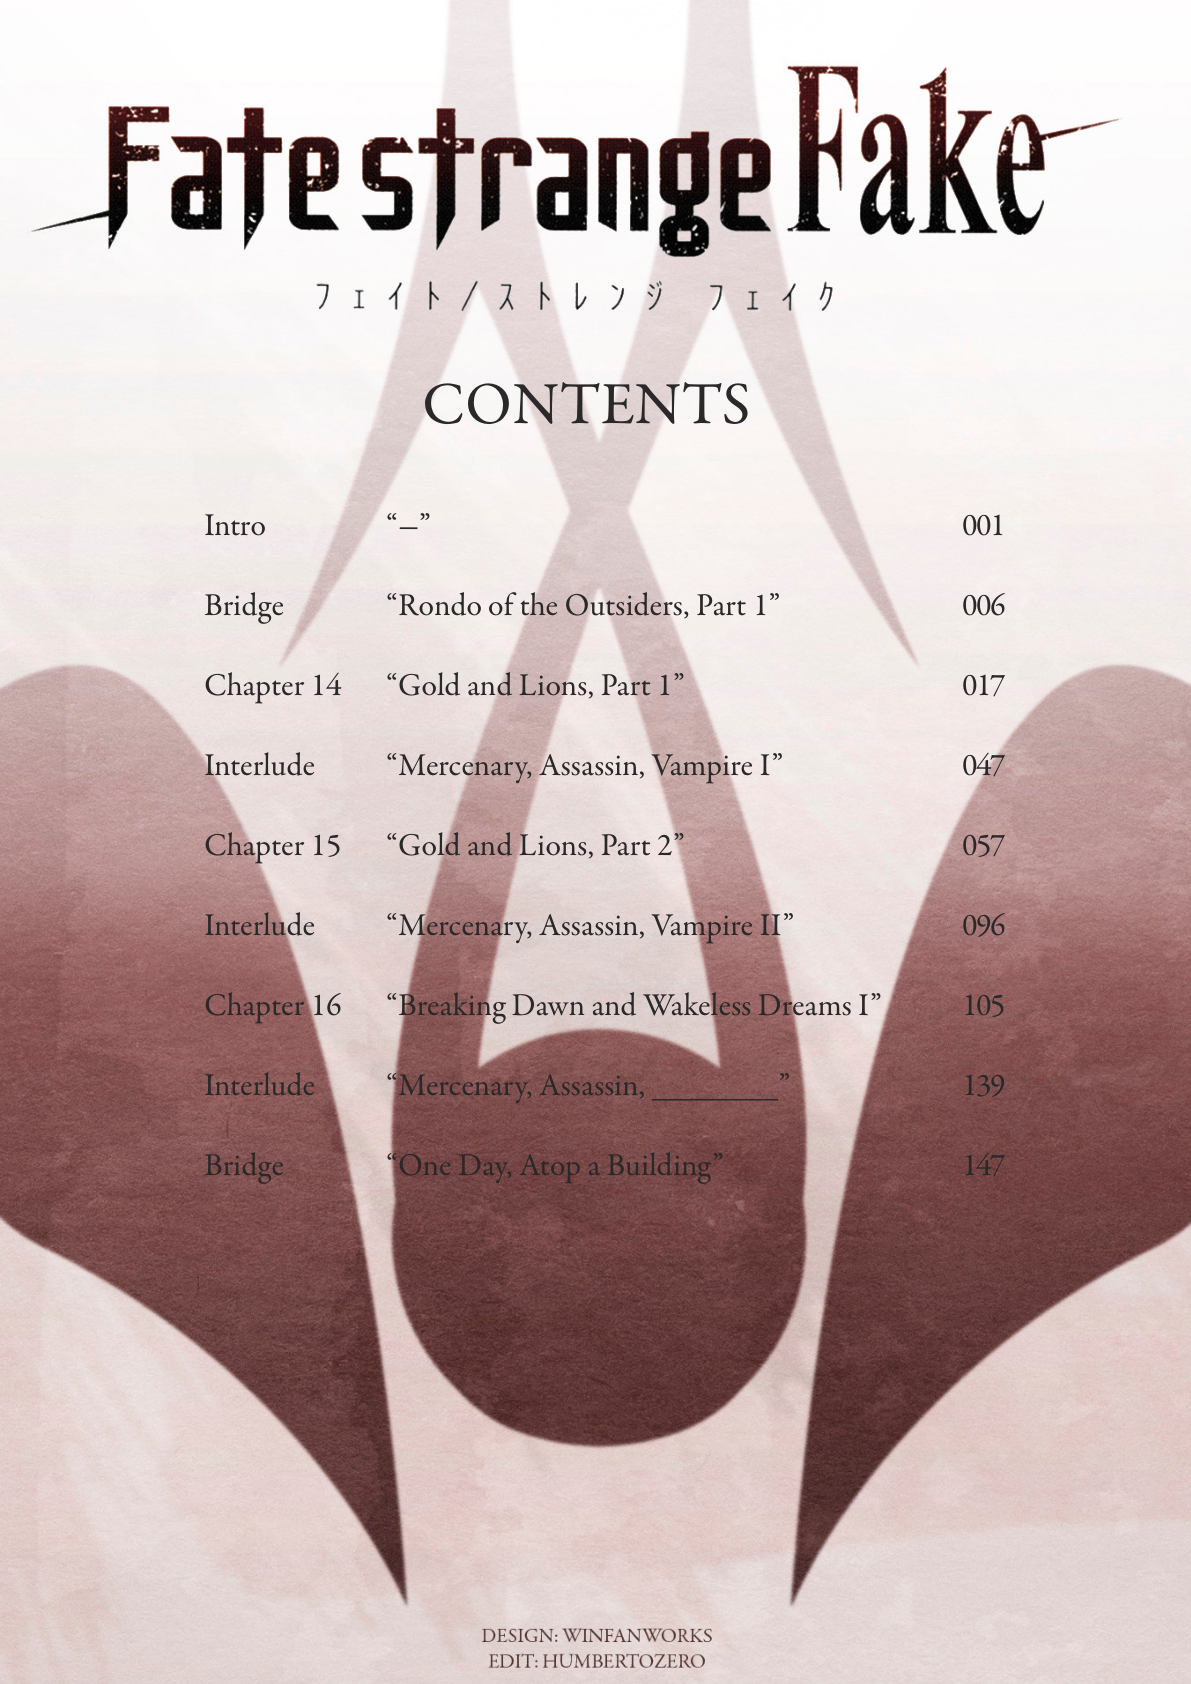 Fate strange Fake
フェイト/ストレンジ フェイク
CONTENTS
Intro “–” 001
Bridge “Rondo of the Outsiders, Part 1” 006
Chapter 14 “Gold and Lions, Part 1” 017
Interlude “Mercenary, Assassin, Vampire I” 047
Chapter 15 “Gold and Lions, Part 2” 057
Interlude “Mercenary, Assassin, Vampire II” 096
Chapter 16 “Breaking Dawn and Wakeless Dreams I” 105
Interlude “Mercenary, Assassin, ________” 139
Bridge “One Day, Atop a Building” 147
DESIGN: WINFANWORKS
EDIT: HUMBERTOZERO